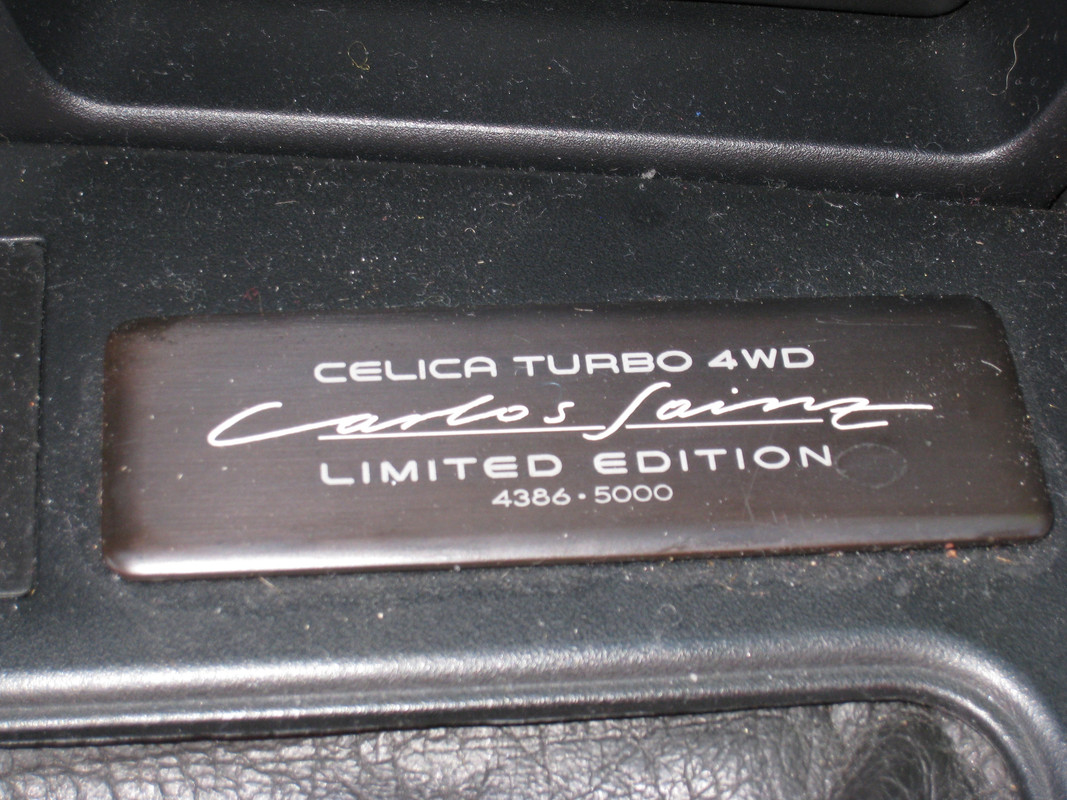 CELICA TURBO 4WD
Carlos Sainz
LIMITED EDITION
4386·5000